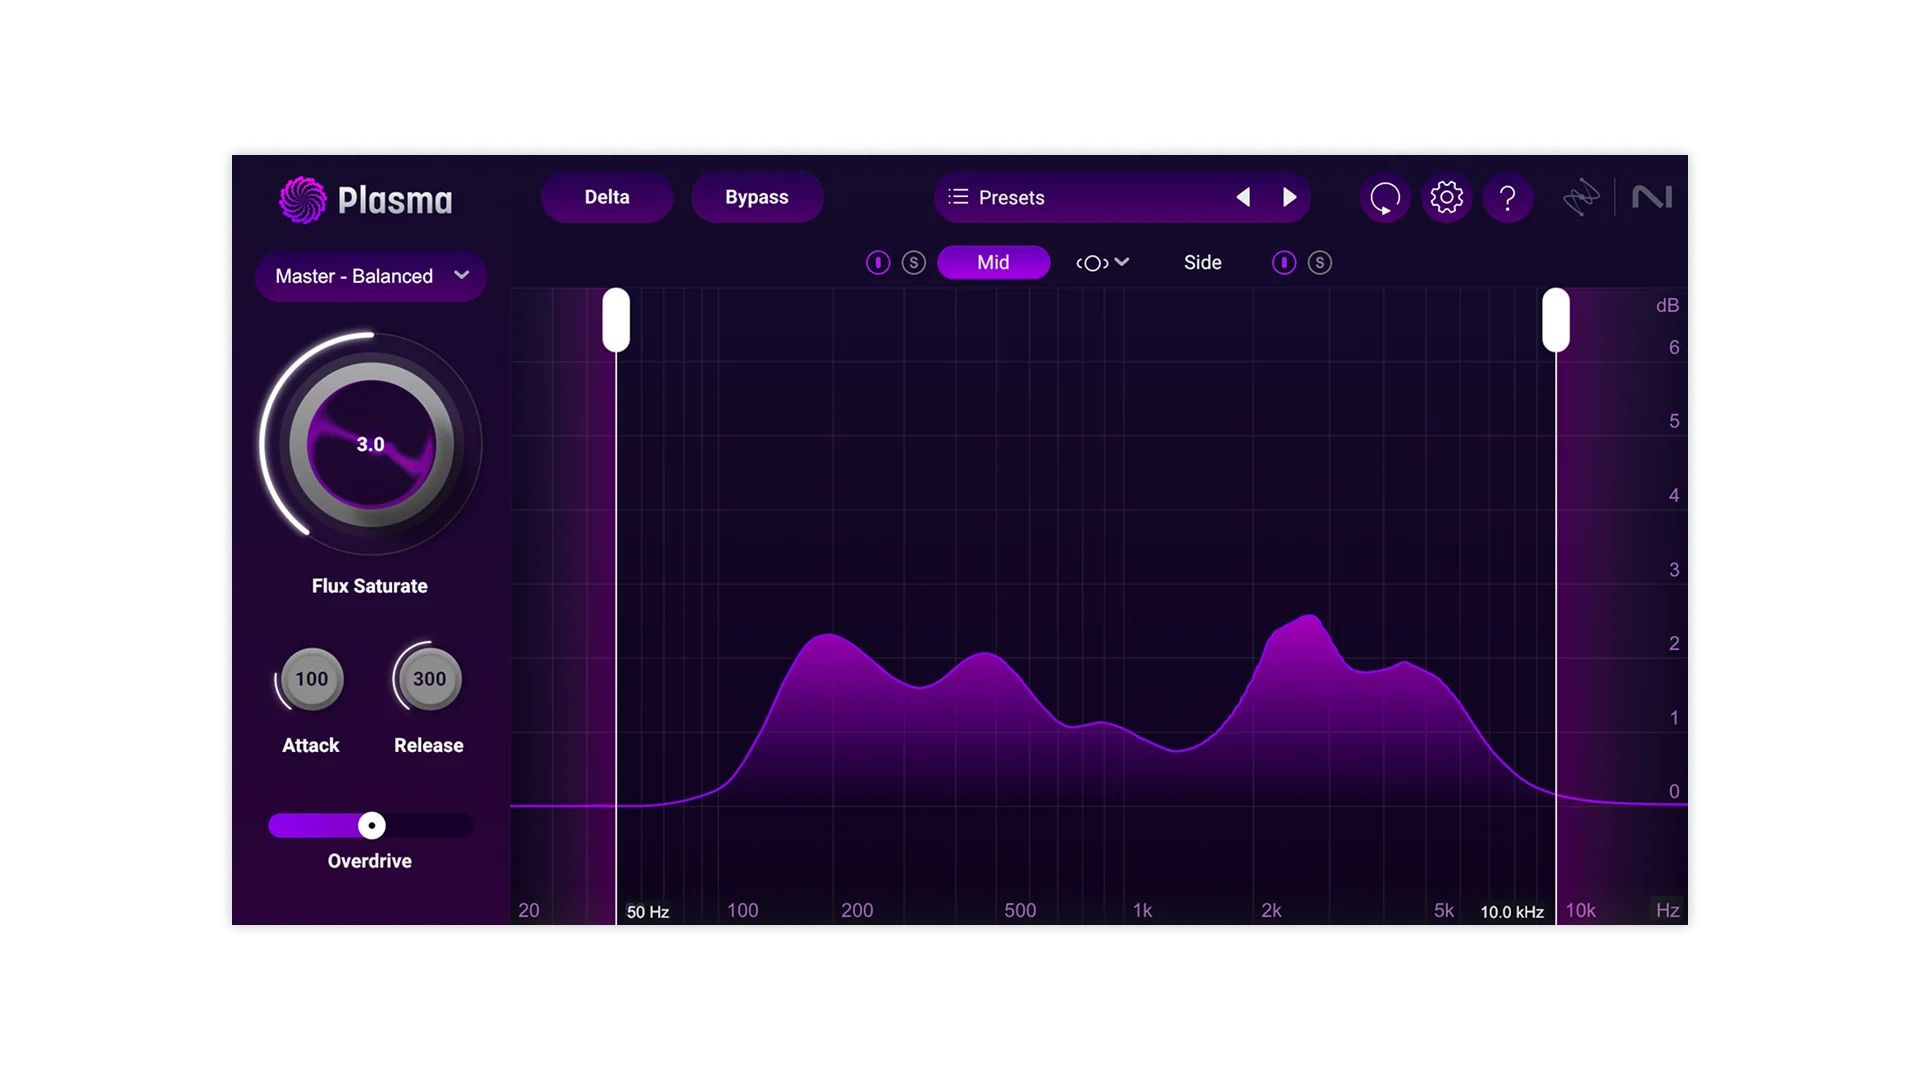 Plasma
Delta
Bypass
Presets
?
Master - Balanced
S
Mid
Side
S
3.0
Flux Saturate
100
300
Attack
Release
Overdrive
dB
6
5
4
3
2
1
0
20
50 Hz
100
200
500
1k
2k
5k
10.0 kHz
10k
Hz